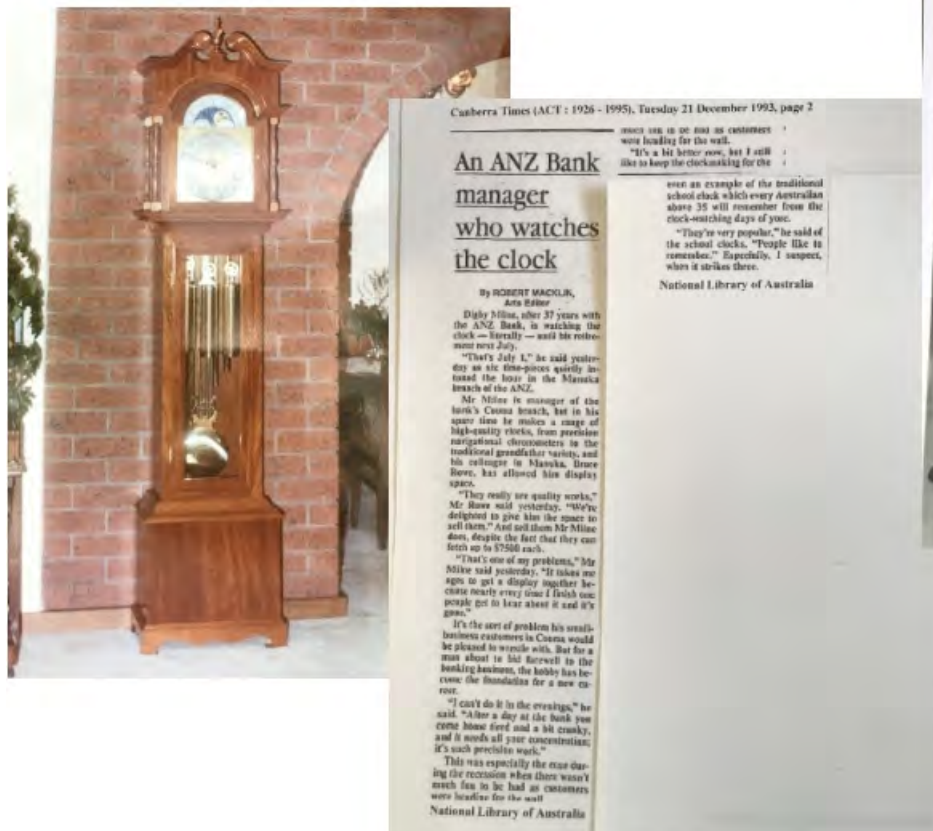 Canberra Times (ACT : 1926 - 1995), Tuesday 21 December 1993, page 2
An ANZ Bank
manager
who watches
the clock
By ROBERT MACKLIN,
Arts Editor
Digby Milne, after 37 years with
the ANZ Bank, is watching the
clock — literally — until his retire-
ment next July.
"That's July 1," he said yester-
day as six time-pieces quietly in-
toned the hour in the Manuka
branch of the ANZ.
Mr Milne is manager of the
bank's Cooma branch, but in his
spare time he makes a range of
high-quality clocks, from precision
navigational chronometers to the
traditional grandfather variety, and
his colleague in Manuka, Bruce
Rowe, has allowed him display
space.
"They really are quality works,"
Mr Rowe said yesterday. "We're
delighted to give him the space to
sell them." And sell them Mr Milne
does, despite the fact that they can
fetch up to $7500 each.
"That's one of my problems," Mr
Milne said yesterday. "It takes me
ages to get a display together be-
cause nearly every time I finish one
people get to hear about it and it's
gone."
It's the sort of problem his small-
business customers in Cooma would
be pleased to wrestle with. But for a
man about to bid farewell to the
banking business, the hobby has be-
come the foundation for a new ca-
reer.
"I can't do it in the evenings," he
said. "After a day at the bank you
come home tired and a bit cranky,
and it needs all your concentration;
it's such precision work."
This was especially the case dur-
ing the recession when there wasn't
much fun to be had as customers
were heading for the wall
National Library of Australia
much fun to be had as customers
were heading for the wall.
"It's a bit better now, but I still
like to keep the clockmaking for the
even an example of the traditional
school clock which every Australian
above 35 will remember from the
clock-watching days of yore.
"They're very popular," he said of
the school clocks. "People like to
remember." Especially, I suspect,
when it strikes three.
National Library of Australia